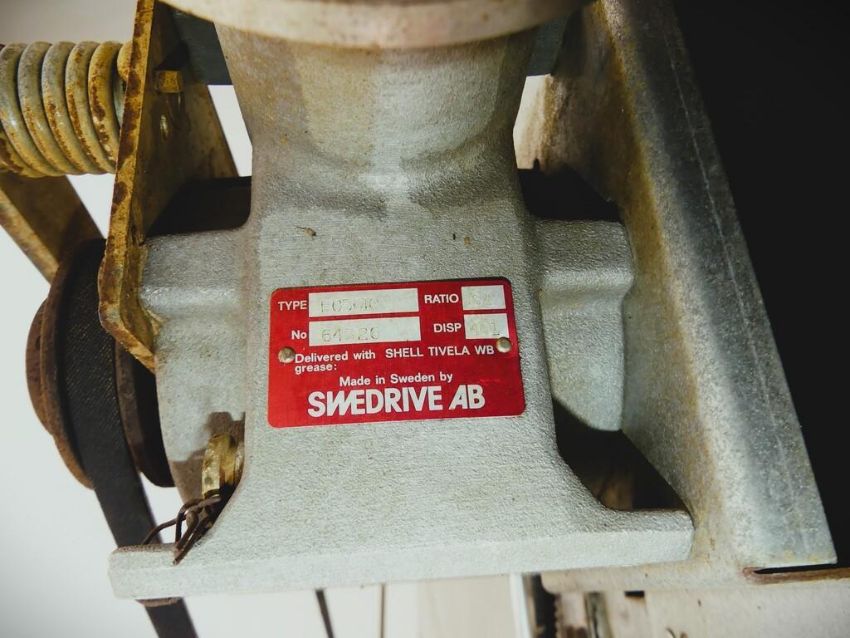 TYPE RATIO
No DISP
Delivered with SHELL TIVELA WB
grease:
Made in Sweden by
SWEDRIVE AB